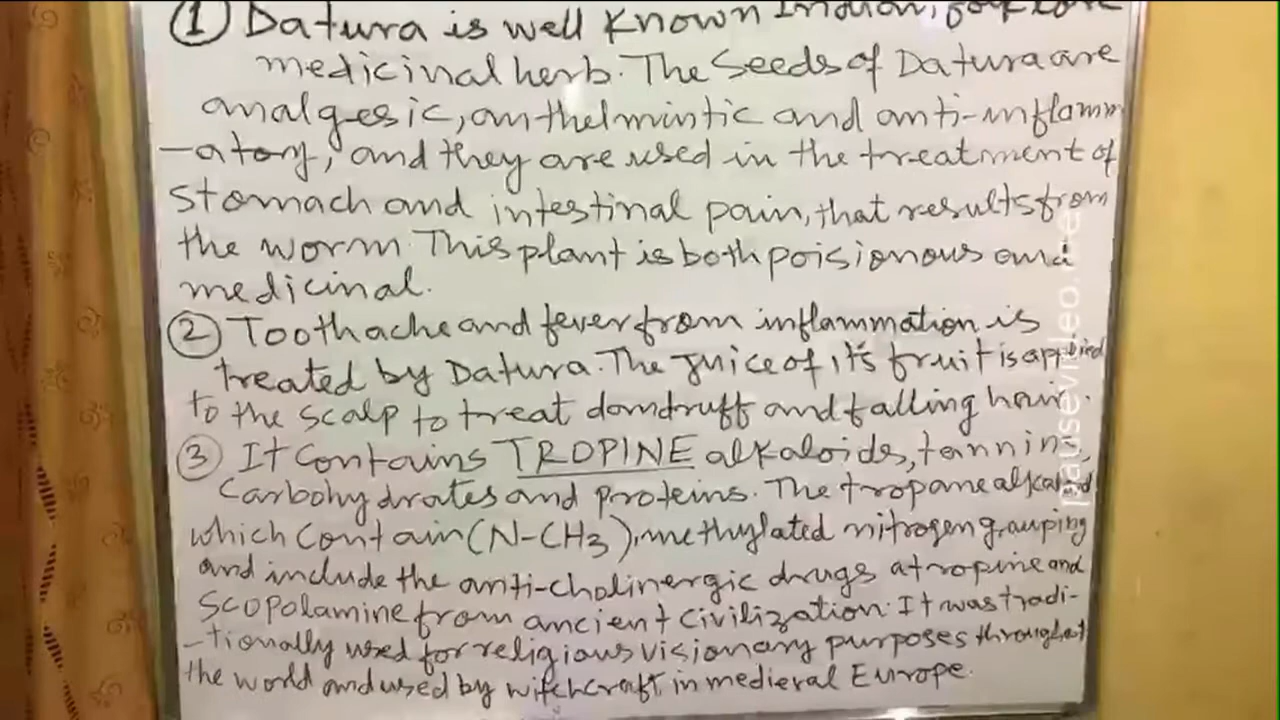 ① Datura is well known Indian, folklore
medicinal herb. The Seeds of Datura are
analgesic, anthelmintic and anti-inflamm
-atory, and they are used in the treatment of
stomach and intestinal pain, that results from
the worm. This plant is both poisionous and
medicinal.
② Toothache and fever from inflammation is
treated by Datura. The Juice of it's fruit is applied
to the scalp to treat dandruff and falling hair.
③ It Contains TROPINE alkaloids, tannin,
Carbohydrates and proteins. The tropane alkaloid
which contain (N-CH3), methylated nitrogen grouping
and include the anti-cholinergic drugs atropine and
Scopolamine from ancient Civilization. It was tradi-
-tionally used for religious visionary purposes throughout
the world and used by witchcraft in medieval Europe.